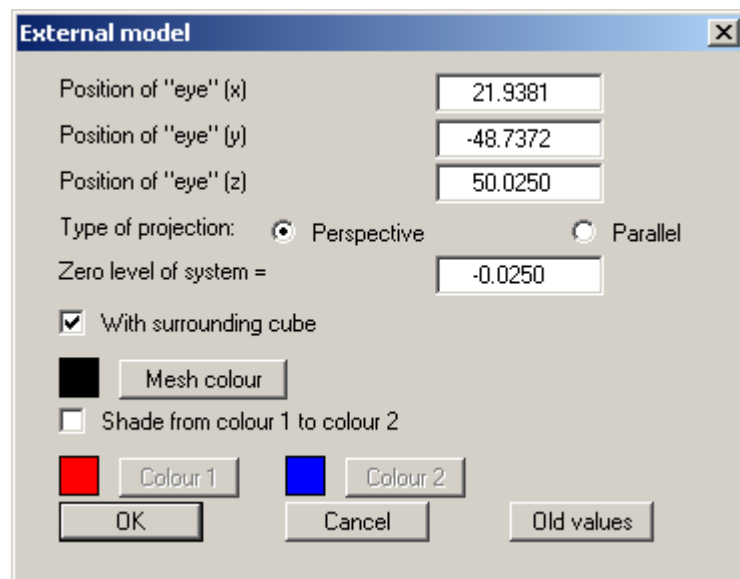 External model
Position of "eye" (x) 21.9381
Position of "eye" (y) -48.7372
Position of "eye" (z) 50.0250
Type of projection: Perspective Parallel
Zero level of system = -0.0250
With surrounding cube
Mesh colour
Shade from colour 1 to colour 2
Colour 1 Colour 2
OK Cancel Old values